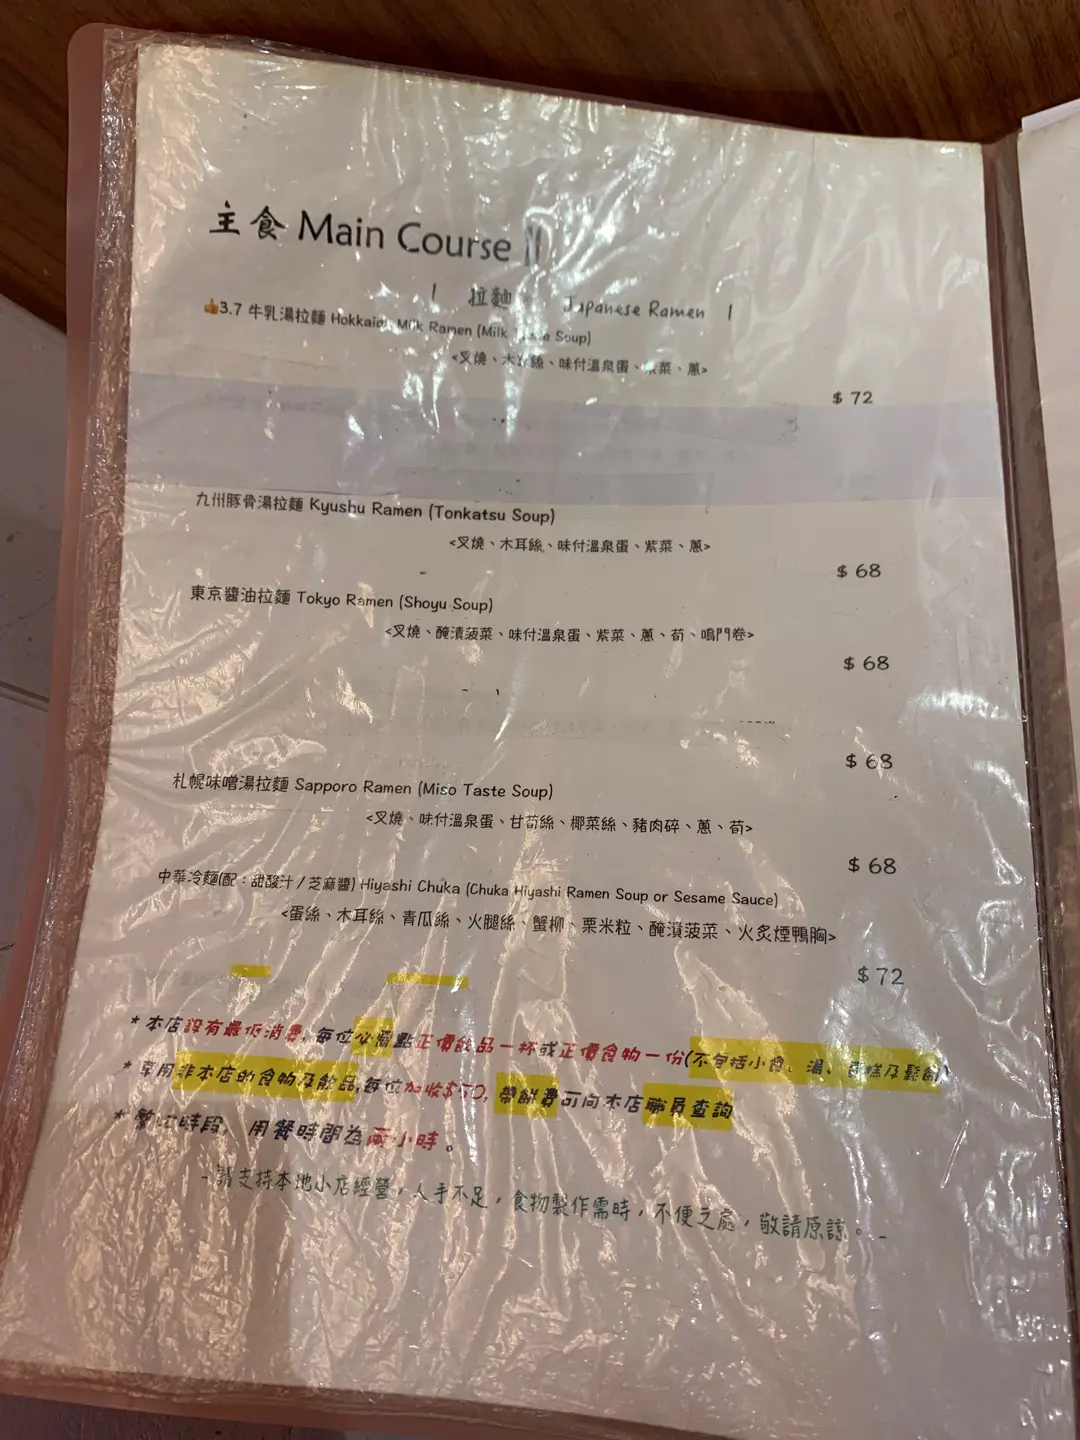 主食 Main Course
| 拉麵 Japanese Ramen |
👍3.7 牛乳湯拉麵 Hokkaido Milk Ramen (Milk Taste Soup)
<叉燒、木耳絲、味付溫泉蛋、紫菜、蔥>
$ 72
九州豚骨湯拉麵 Kyushu Ramen (Tonkatsu Soup)
<叉燒、木耳絲、味付溫泉蛋、紫菜、蔥>
$ 68
東京醬油拉麵 Tokyo Ramen (Shoyu Soup)
<叉燒、醃漬菠菜、味付溫泉蛋、紫菜、蔥、荀、鳴門卷>
$ 68
$ 68
札幌味噌湯拉麵 Sapporo Ramen (Miso Taste Soup)
<叉燒、味付溫泉蛋、甘荀絲、椰菜絲、豬肉碎、蔥、荀>
$ 68
中華冷麵(配：甜酸汁 / 芝麻醬) Hiyashi Chuka (Chuka Hiyashi Ramen Soup or Sesame Sauce)
<蛋絲、木耳絲、青瓜絲、火腿絲、蟹柳、栗米粒、醃漬菠菜、火炙煙鴨胸>
$ 72
* 本店設有最低消費, 每位必需點正價飲品一杯或正價食物一份(不包括小食、湯、蛋糕及鬆餅)
* 享用非本店的食物及飲品, 每位加收$50, 帶餅費可向本店職員查詢
* 繁忙時段, 用餐時間為兩小時。
- 請支持本地小店經營，人手不足，食物製作需時，不便之處，敬請原諒。-